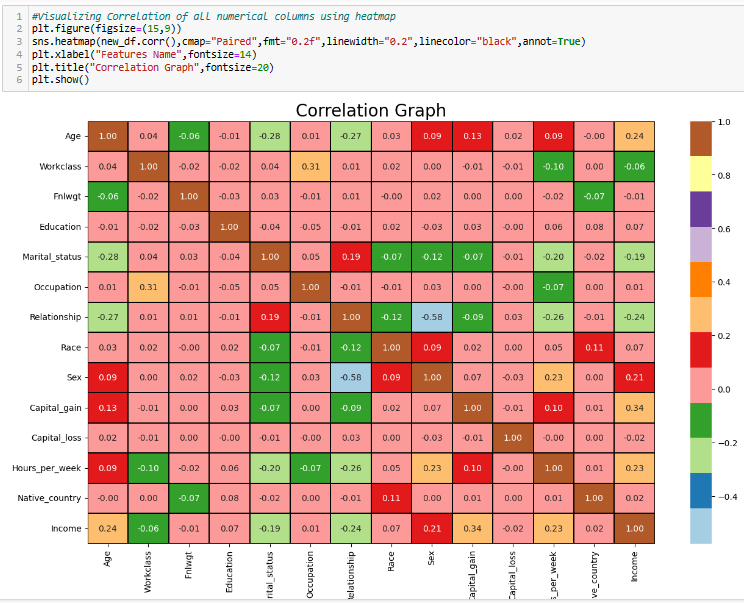 1 #Visualizing Correlation of all numerical columns using heatmap
2 plt.figure(figsize=(15,9))
3 sns.heatmap(new_df.corr(),cmap="Paired",fmt="0.2f",linewidth="0.2",linecolor="black",annot=True)
4 plt.xlabel("Features Name",fontsize=14)
5 plt.title("Correlation Graph",fontsize=20)
6 plt.show()
Correlation Graph
Age 1.00 0.04 -0.06 -0.01 -0.28 0.01 -0.27 0.03 0.09 0.13 0.02 0.09 -0.00 0.24
Workclass 0.04 1.00 -0.02 -0.02 0.04 0.31 0.01 0.02 0.00 -0.01 -0.01 -0.10 0.00 -0.06
Fnlwgt -0.06 -0.02 1.00 -0.03 0.03 -0.01 0.01 -0.00 0.02 0.00 0.00 -0.02 -0.07 -0.01
Education -0.01 -0.02 -0.03 1.00 -0.04 -0.05 -0.01 0.02 -0.03 0.03 -0.00 0.06 0.08 0.07
Marital_status -0.28 0.04 0.03 -0.04 1.00 0.05 0.19 -0.07 -0.12 -0.07 -0.01 -0.20 -0.02 -0.19
Occupation 0.01 0.31 -0.01 -0.05 0.05 1.00 -0.01 -0.01 0.03 0.00 -0.00 -0.07 0.00 0.01
Relationship -0.27 0.01 0.01 -0.01 0.19 -0.01 1.00 -0.12 -0.58 -0.09 0.03 -0.26 -0.01 -0.24
Race 0.03 0.02 -0.00 0.02 -0.07 -0.01 -0.12 1.00 0.09 0.02 0.00 0.05 0.11 0.07
Sex 0.09 0.00 0.02 -0.03 -0.12 0.03 -0.58 0.09 1.00 0.07 -0.03 0.23 0.00 0.21
Capital_gain 0.13 -0.01 0.00 0.03 -0.07 0.00 -0.09 0.02 0.07 1.00 -0.01 0.10 0.01 0.34
Capital_loss 0.02 -0.01 0.00 -0.00 -0.01 -0.00 0.03 0.00 -0.03 -0.01 1.00 -0.00 0.00 -0.02
Hours_per_week 0.09 -0.10 -0.02 0.06 -0.20 -0.07 -0.26 0.05 0.23 0.10 -0.00 1.00 0.01 0.23
Native_country -0.00 0.00 -0.07 0.08 -0.02 0.00 -0.01 0.11 0.00 0.01 0.00 0.01 1.00 0.02
Income 0.24 -0.06 -0.01 0.07 -0.19 0.01 -0.24 0.07 0.21 0.34 -0.02 0.23 0.02 1.00
Age Workclass Fnlwgt Education rital_status Occupation elationship Race Sex apital_gain apital_loss s_per_week ve_country Income
1.0
0.8
0.6
0.4
0.2
0.0
-0.2
-0.4